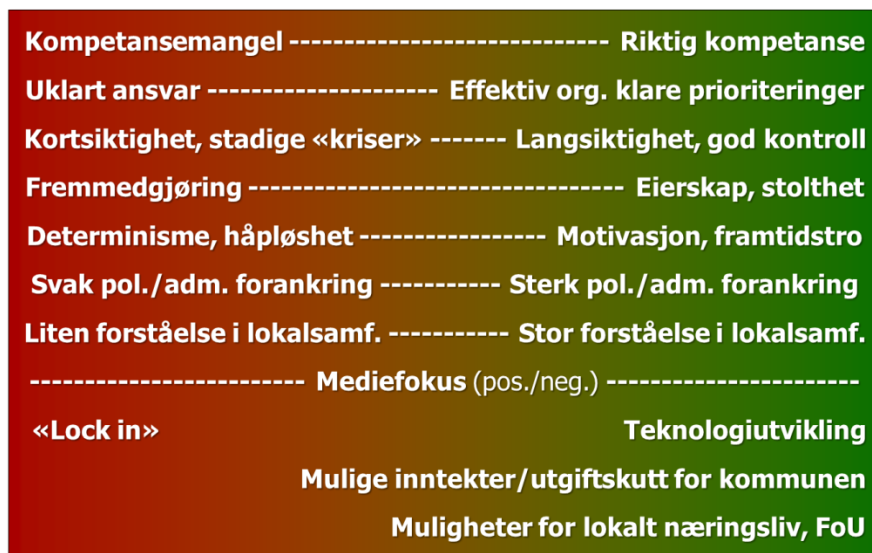 Kompetansemangel ----------------------------- Riktig kompetanse
Uklart ansvar --------------------- Effektiv org. klare prioriteringer
Kortsiktighet, stadige «kriser» ------- Langsiktighet, god kontroll
Fremmedgjøring ---------------------------------- Eierskap, stolthet
Determinisme, håpløshet ----------------- Motivasjon, framtidstro
Svak pol./adm. forankring ----------- Sterk pol./adm. forankring
Liten forståelse i lokalsamf. ----------- Stor forståelse i lokalsamf.
------------------------- Mediefokus (pos./neg.) -----------------------
«Lock in» Teknologiutvikling
Mulige inntekter/utgiftskutt for kommunen
Muligheter for lokalt næringsliv, FoU